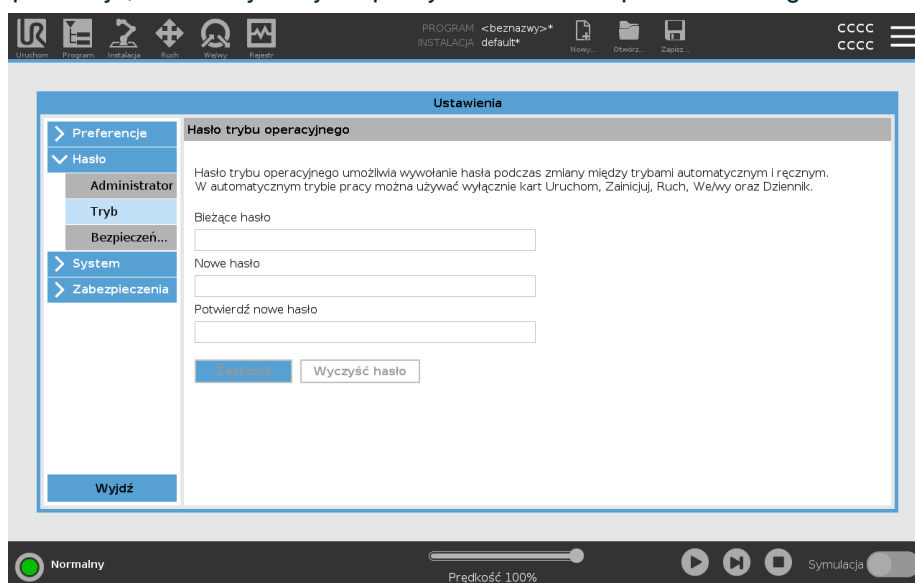 PROGRAM <beznazwy>*
INSTALACJA default*
CCCC
CCCC
Uruchom Program Instalacja Ruch We/wy Rejestr Nowy... Otwórz... Zapisz...
Ustawienia
Preferencje
Hasło
Administrator
Tryb
Bezpieczeń...
System
Zabezpieczenia
Wyjdź
Hasło trybu operacyjnego
Hasło trybu operacyjnego umożliwia wywołanie hasła podczas zmiany między trybami automatycznym i ręcznym.
W automatycznym trybie pracy można używać wyłącznie kart Uruchom, Zainicjuj, Ruch, We/wy oraz Dziennik.
Bieżące hasło
Nowe hasło
Potwierdź nowe hasło
Zastosuj Wyczyść hasło
Normalny
Prędkość 100%
Symulacja